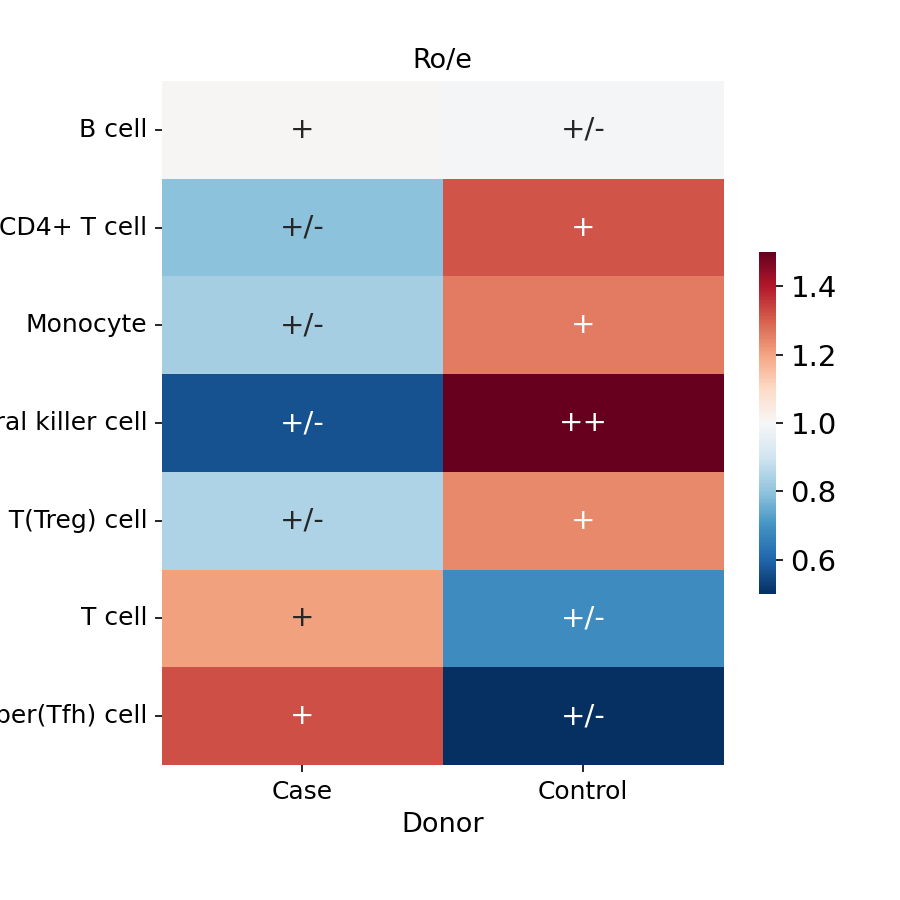 Ro/e
B cell + +/-
CD4+ T cell +/- +
Monocyte +/- +
ral killer cell +/- ++
T(Treg) cell +/- +
T cell + +/-
per(Tfh) cell + +/-
Case Control
Donor
1.4
1.2
1.0
0.8
0.6